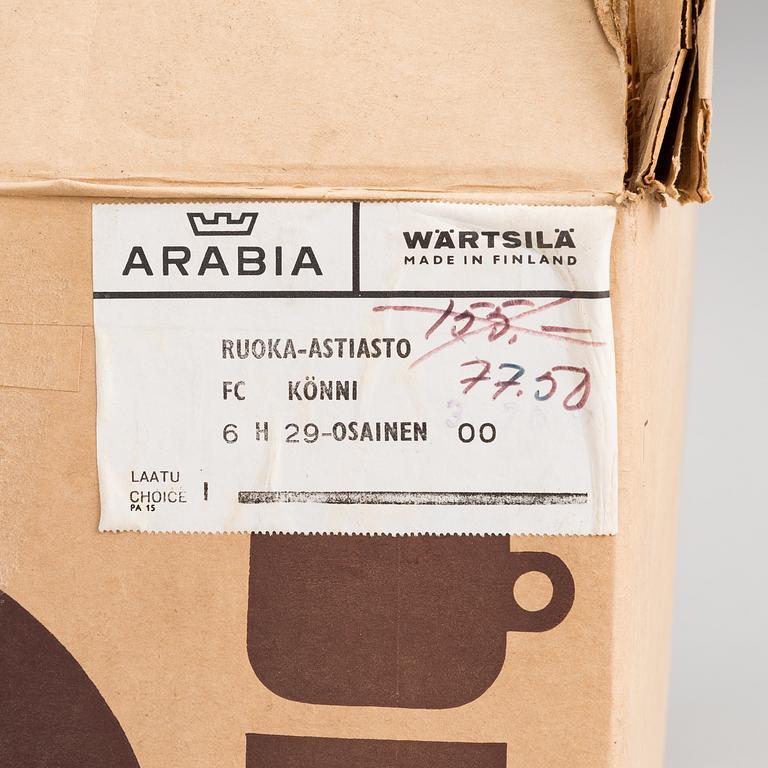 ARABIA
WÄRTSILÄ
MADE IN FINLAND
155,-
RUOKA-ASTIASTO
77.50
FC KÖNNI
6 H 29-OSAINEN 00
LAATU
CHOICE I
PA 15